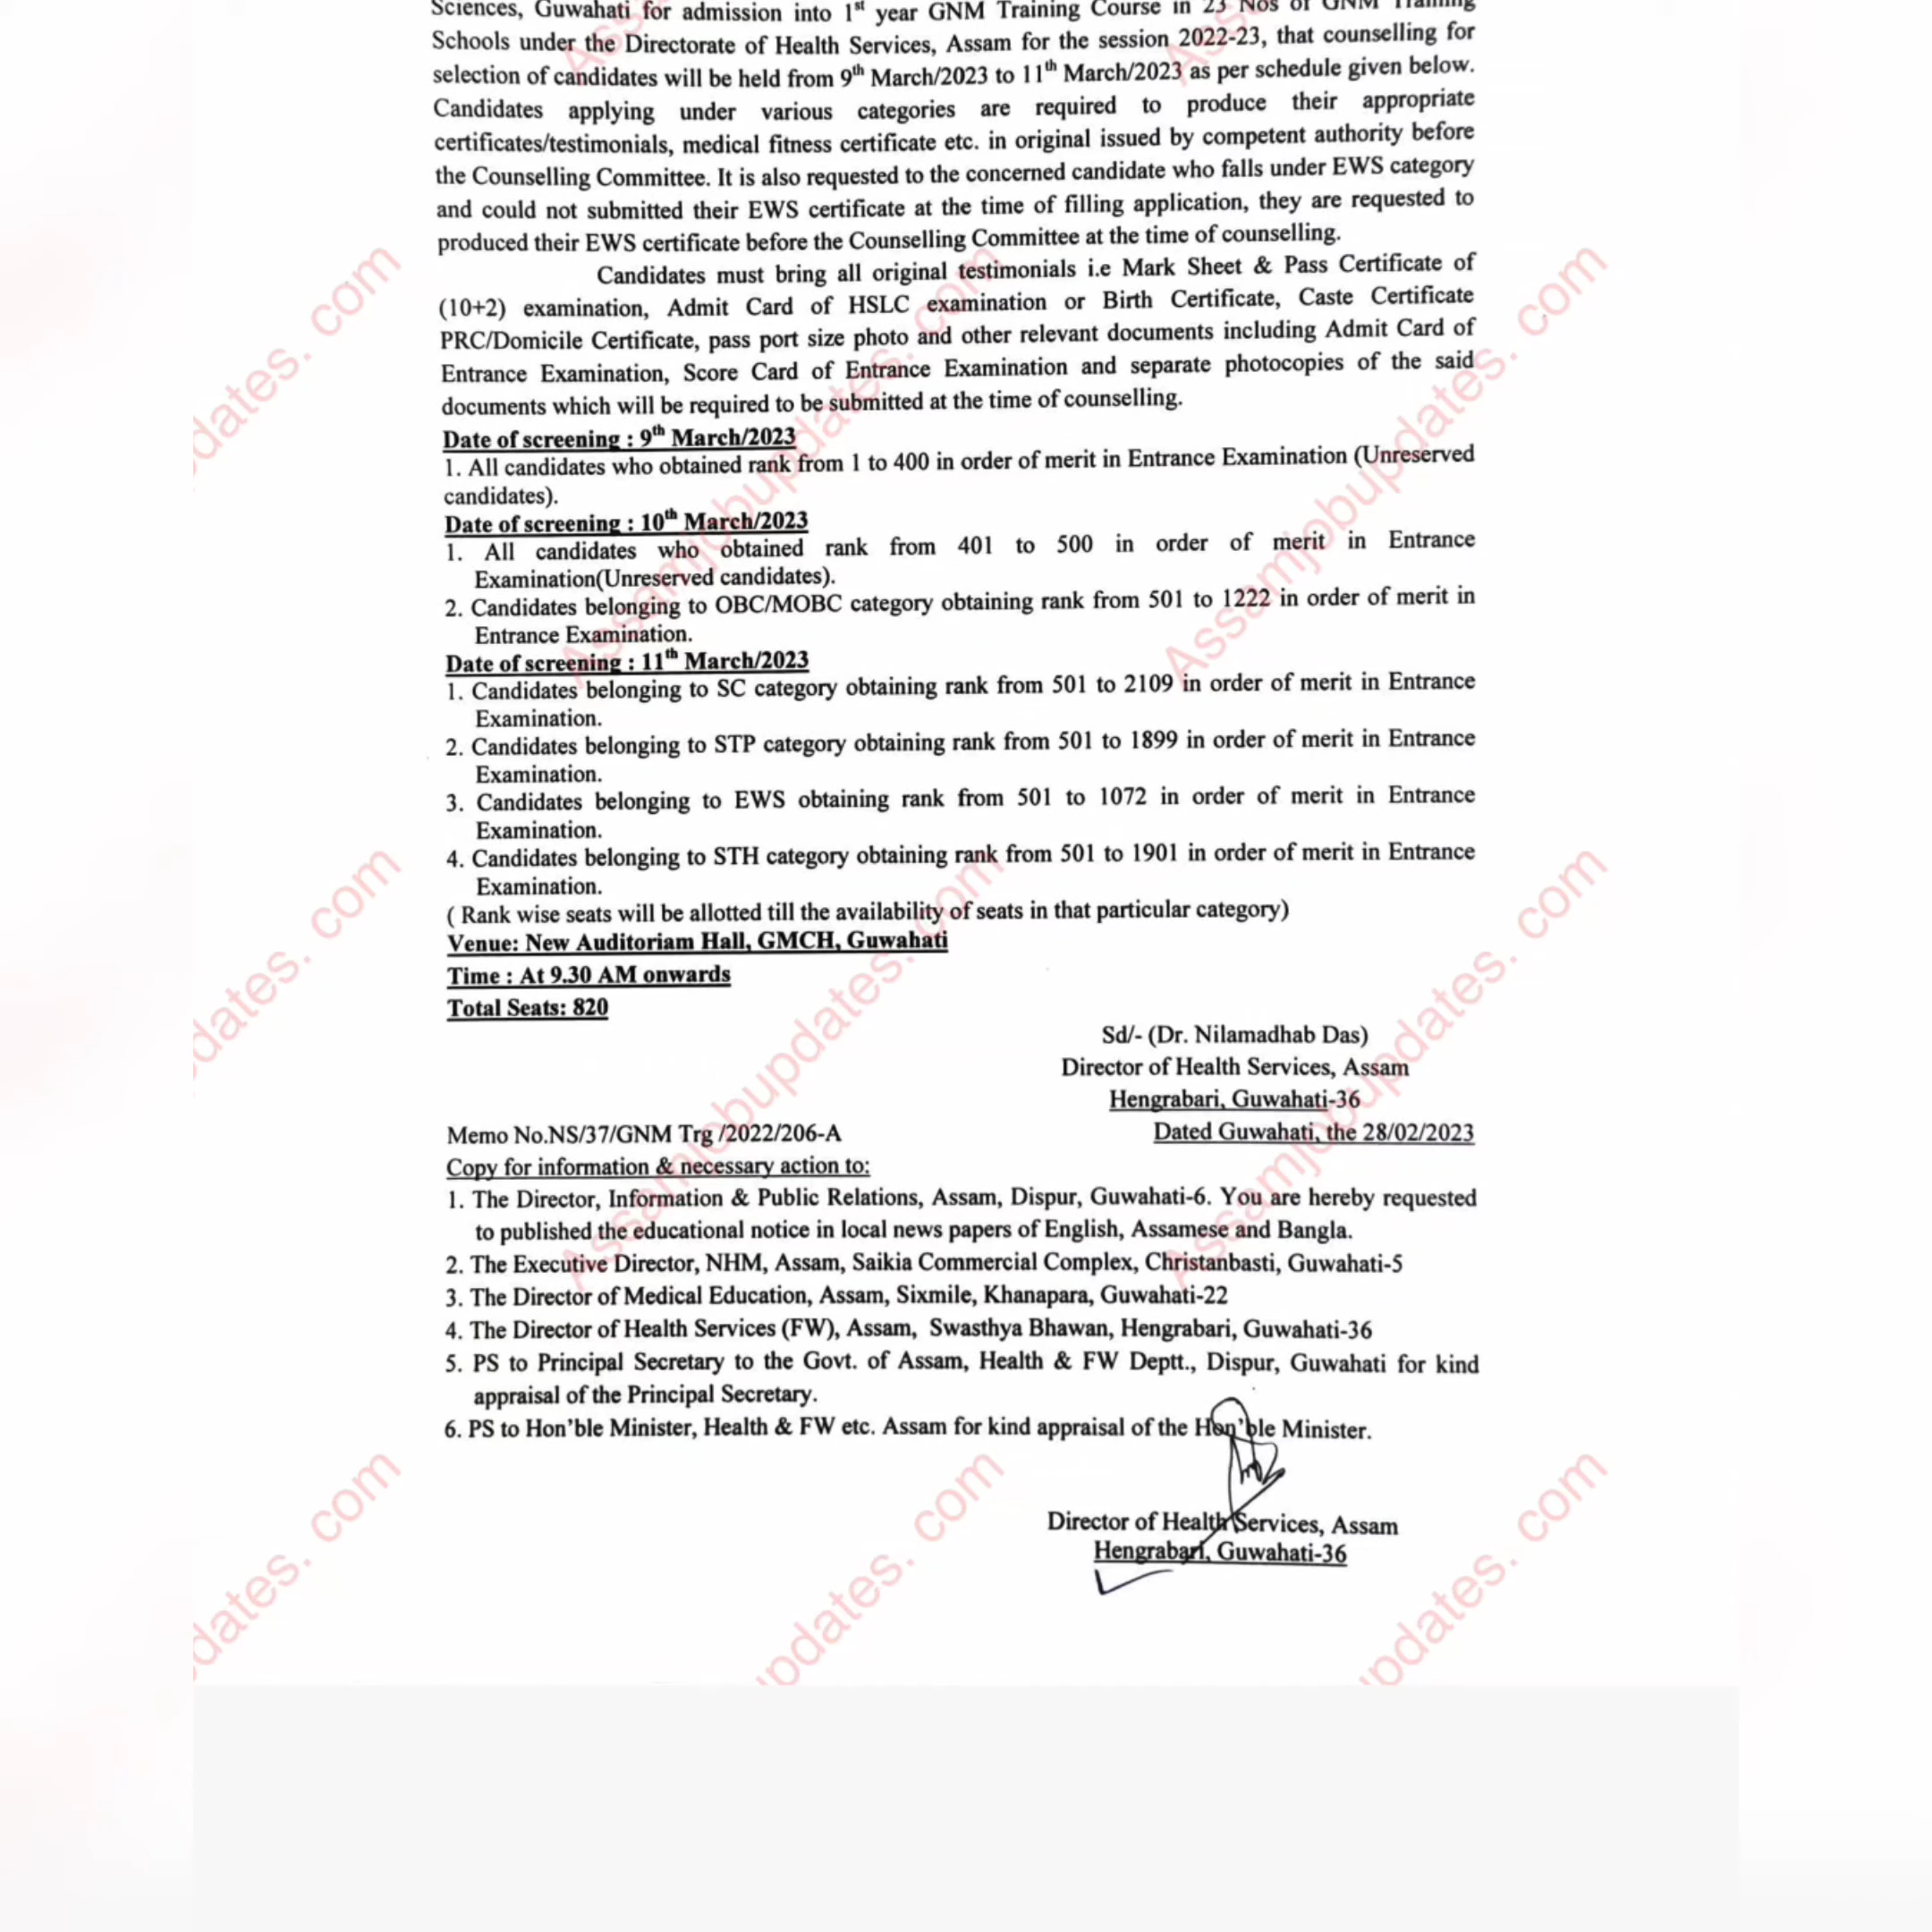 Sciences, Guwahati for admission into 1st year GNM Training Course in 23 Nos of GNM Training
Schools under the Directorate of Health Services, Assam for the session 2022-23, that counselling for
selection of candidates will be held from 9th March/2023 to 11th March/2023 as per schedule given below.
Candidates applying under various categories are required to produce their appropriate
certificates/testimonials, medical fitness certificate etc. in original issued by competent authority before
the Counselling Committee. It is also requested to the concerned candidate who falls under EWS category
and could not submitted their EWS certificate at the time of filling application, they are requested to
produced their EWS certificate before the Counselling Committee at the time of counselling.
Candidates must bring all original testimonials i.e Mark Sheet & Pass Certificate of
(10+2) examination, Admit Card of HSLC examination or Birth Certificate, Caste Certificate
PRC/Domicile Certificate, pass port size photo and other relevant documents including Admit Card of
Entrance Examination, Score Card of Entrance Examination and separate photocopies of the said
documents which will be required to be submitted at the time of counselling.
Date of screening : 9th March/2023
1. All candidates who obtained rank from 1 to 400 in order of merit in Entrance Examination (Unreserved
candidates).
Date of screening : 10th March/2023
1. All candidates who obtained rank from 401 to 500 in order of merit in Entrance
Examination(Unreserved candidates).
2. Candidates belonging to OBC/MOBC category obtaining rank from 501 to 1222 in order of merit in
Entrance Examination.
Date of screening : 11th March/2023
1. Candidates belonging to SC category obtaining rank from 501 to 2109 in order of merit in Entrance
Examination.
2. Candidates belonging to STP category obtaining rank from 501 to 1899 in order of merit in Entrance
Examination.
3. Candidates belonging to EWS obtaining rank from 501 to 1072 in order of merit in Entrance
Examination.
4. Candidates belonging to STH category obtaining rank from 501 to 1901 in order of merit in Entrance
Examination.
( Rank wise seats will be allotted till the availability of seats in that particular category)
Venue: New Auditoriam Hall, GMCH, Guwahati
Time : At 9.30 AM onwards
Total Seats: 820
Sd/- (Dr. Nilamadhab Das)
Director of Health Services, Assam
Hengrabari, Guwahati-36
Memo No.NS/37/GNM Trg /2022/206-A Dated Guwahati, the 28/02/2023
Copy for information & necessary action to:
1. The Director, Information & Public Relations, Assam, Dispur, Guwahati-6. You are hereby requested
to published the educational notice in local news papers of English, Assamese and Bangla.
2. The Executive Director, NHM, Assam, Saikia Commercial Complex, Christanbasti, Guwahati-5
3. The Director of Medical Education, Assam, Sixmile, Khanapara, Guwahati-22
4. The Director of Health Services (FW), Assam, Swasthya Bhawan, Hengrabari, Guwahati-36
5. PS to Principal Secretary to the Govt. of Assam, Health & FW Deptt., Dispur, Guwahati for kind
appraisal of the Principal Secretary.
6. PS to Hon'ble Minister, Health & FW etc. Assam for kind appraisal of the Hon'ble Minister.
Director of Health Services, Assam
Hengrabari, Guwahati-36
Assamjobupdates. com